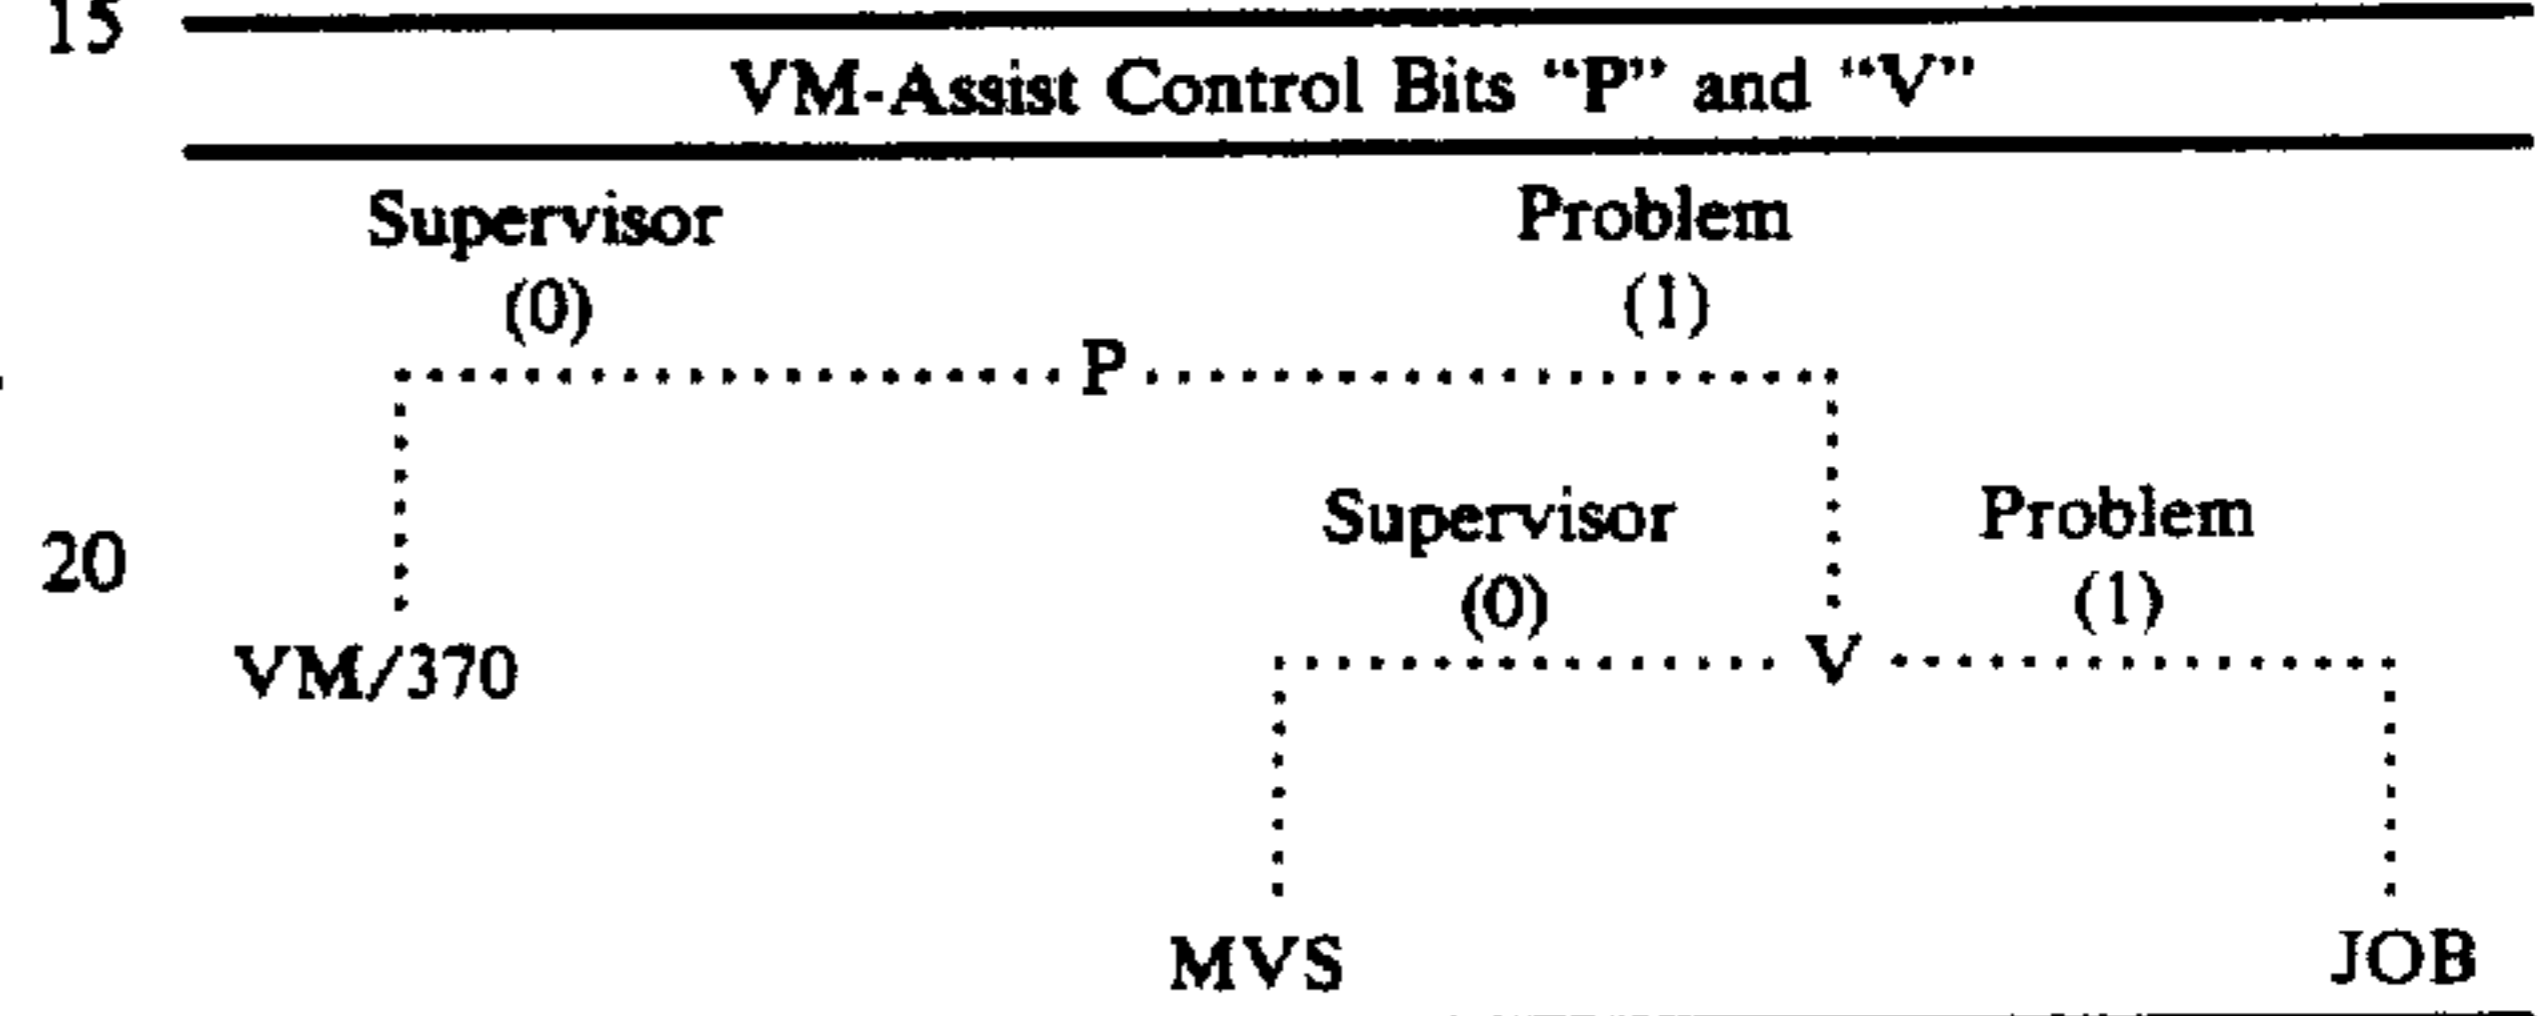 15
VM-Assist Control Bits “P” and “V”
Supervisor Problem
(0) (1)
P
Supervisor Problem
20
(0) (1)
VM/370 V
MVS JOB